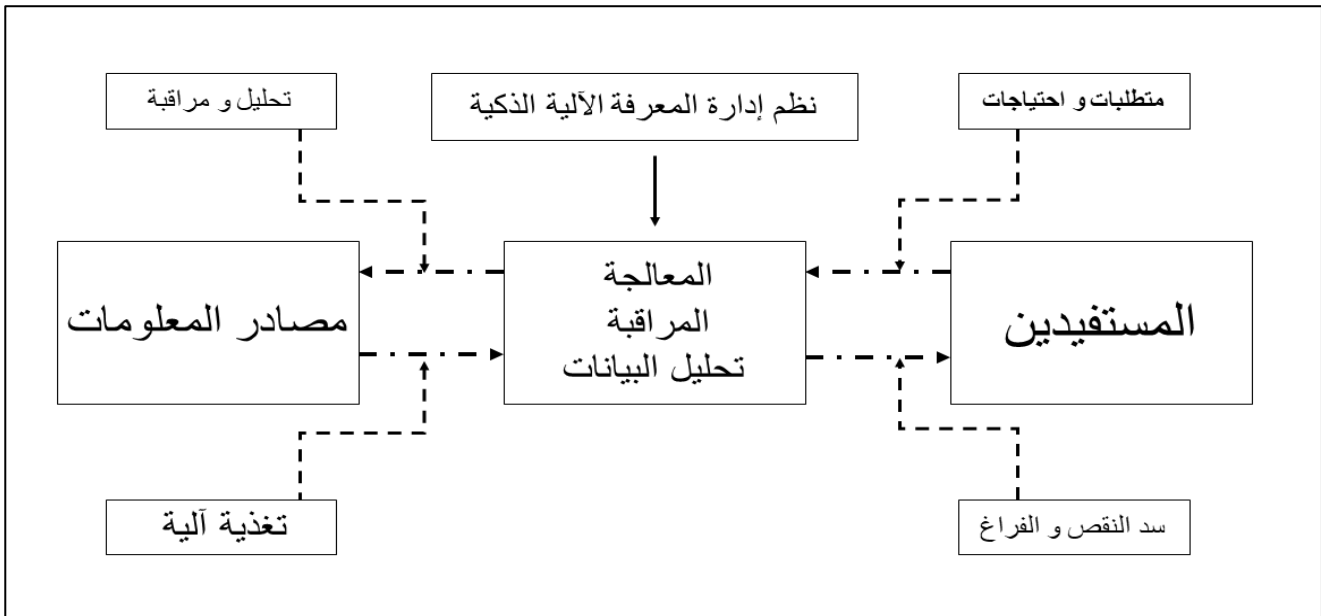 متطلبات و احتياجات
نظم إدارة المعرفة الآلية الذكية
تحليل و مراقبة
المستفيدين
المعالجة
المراقبة
تحليل البيانات
مصادر المعلومات
سد النقص و الفراغ
تغذية آلية